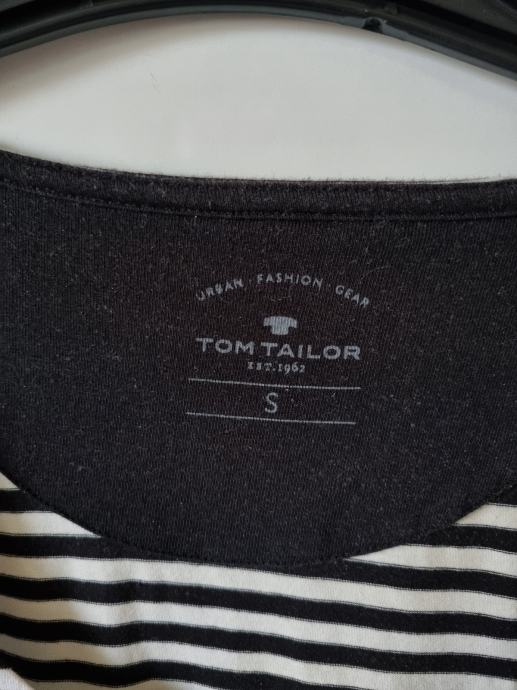 URBAN · FASHION · GEAR
TOM TAILOR
EST.1962
S